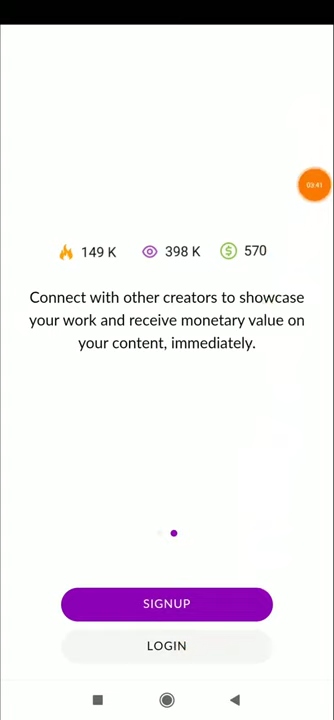 03:41
149 K 398 K 570
Connect with other creators to showcase
your work and receive monetary value on
your content, immediately.
SIGNUP
LOGIN